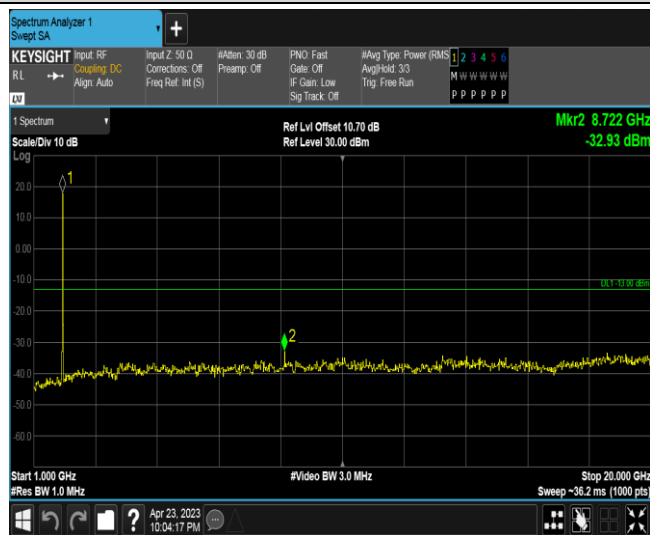 Spectrum Analyzer 1
Swept SA
+
KEYSIGHT Input: RF Input Z: 50 Ω #Atten: 30 dB PNO: Fast #Avg Type: Power (RMS 1 2 3 4 5 6
RL Coupling: DC Corrections: Off Preamp: Off Gate: Off Avg|Hold: 3/3 M W W W W W
Align: Auto Freq Ref: Int (S) IF Gain: Low Trig: Free Run
LXI Sig Track: Off P P P P P P
1 Spectrum Ref Lvl Offset 10.70 dB Mkr2 8.722 GHz
Scale/Div 10 dB Ref Level 30.00 dBm -32.93 dBm
Log
1
20.0
10.0
0.00
-10.0 DL1 -13.00 dBm
-20.0
2
-30.0
-40.0
-50.0
-60.0
Start 1.000 GHz #Video BW 3.0 MHz Stop 20.000 GHz
#Res BW 1.0 MHz Sweep ~36.2 ms (1000 pts)
? Apr 23, 2023
10:04:17 PM